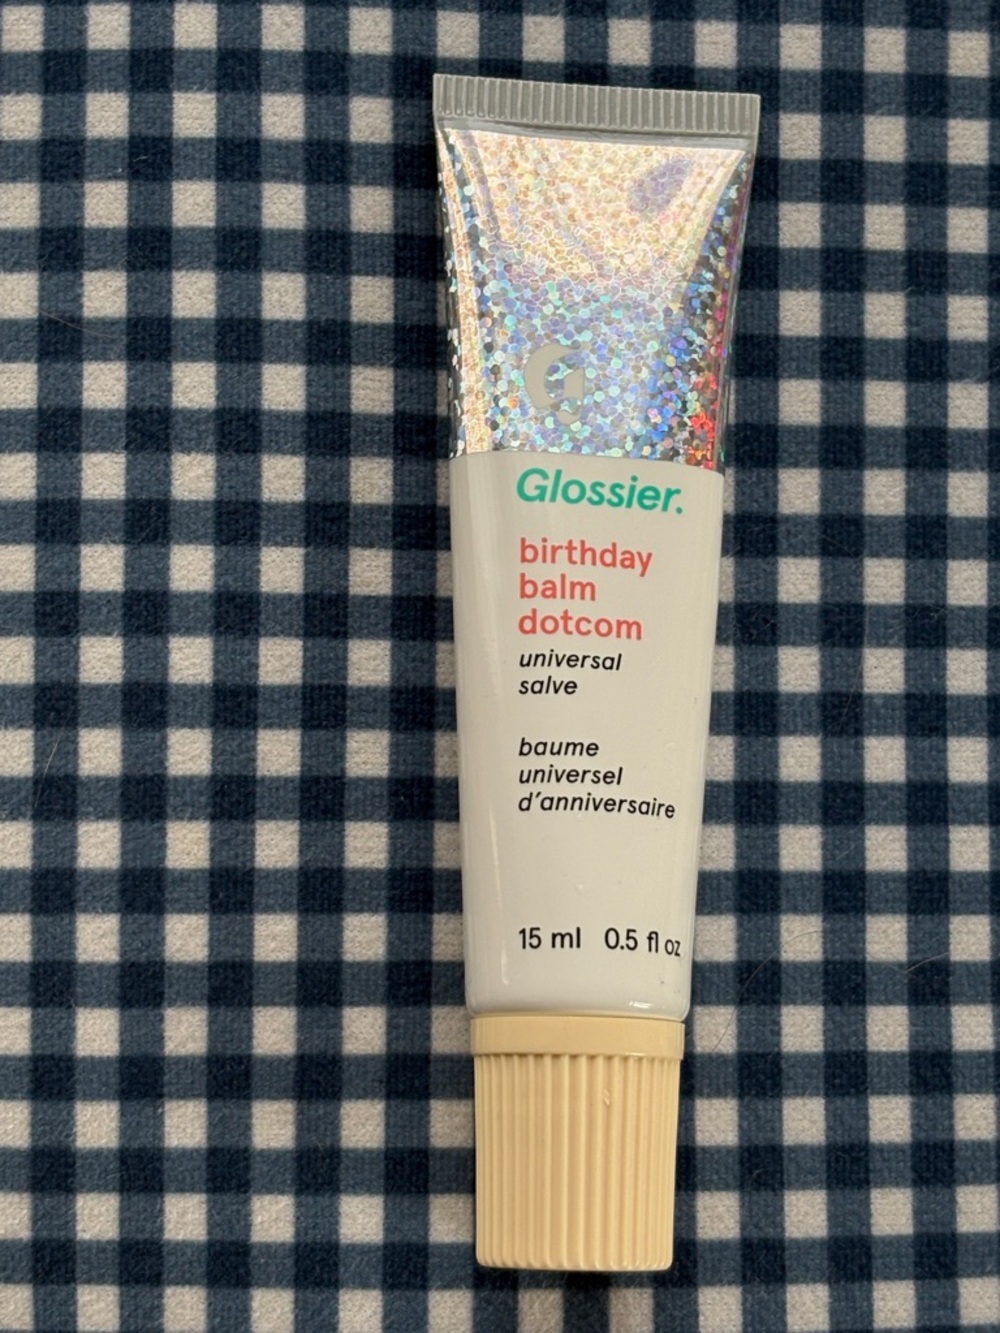 G
Glossier.
birthday
balm
dotcom
universal
salve
baume
universel
d'anniversaire
15 ml 0.5 fl oz